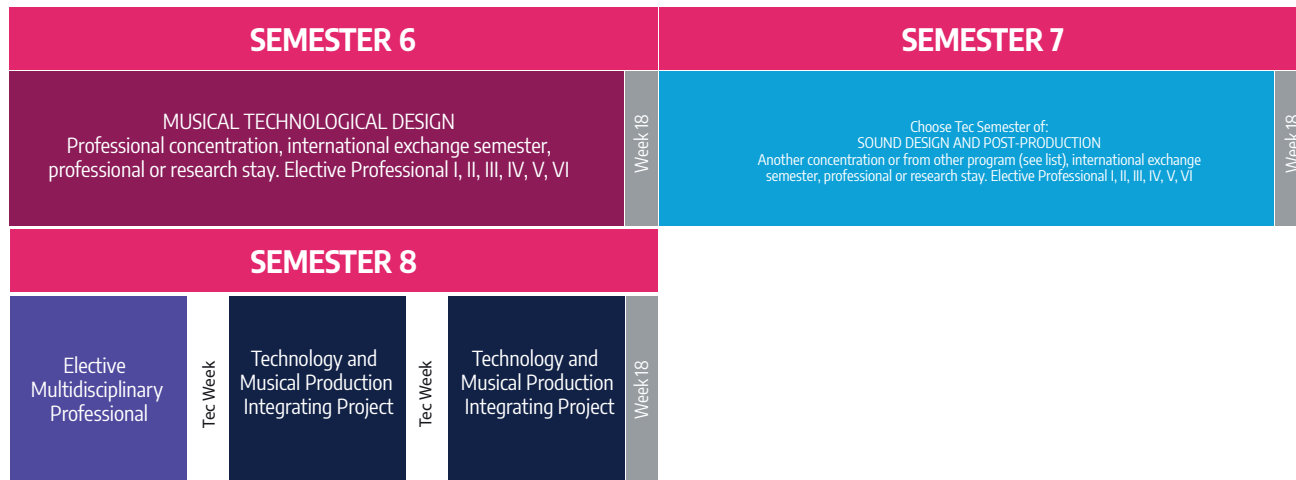 SEMESTER 6
MUSICAL TECHNOLOGICAL DESIGN
Professional concentration, international exchange semester,
professional or research stay. Elective Professional I, II, III, IV, V, VI
Week 18
SEMESTER 7
Choose Tec Semester of:
SOUND DESIGN AND POST-PRODUCTION
Another concentration or from other program (see list), international exchange
semester, professional or research stay. Elective Professional I, II, III, IV, V, VI
Week 18
SEMESTER 8
Elective
Multidisciplinary
Professional
Tec Week
Technology and
Musical Production
Integrating Project
Tec Week
Technology and
Musical Production
Integrating Project
Week 18